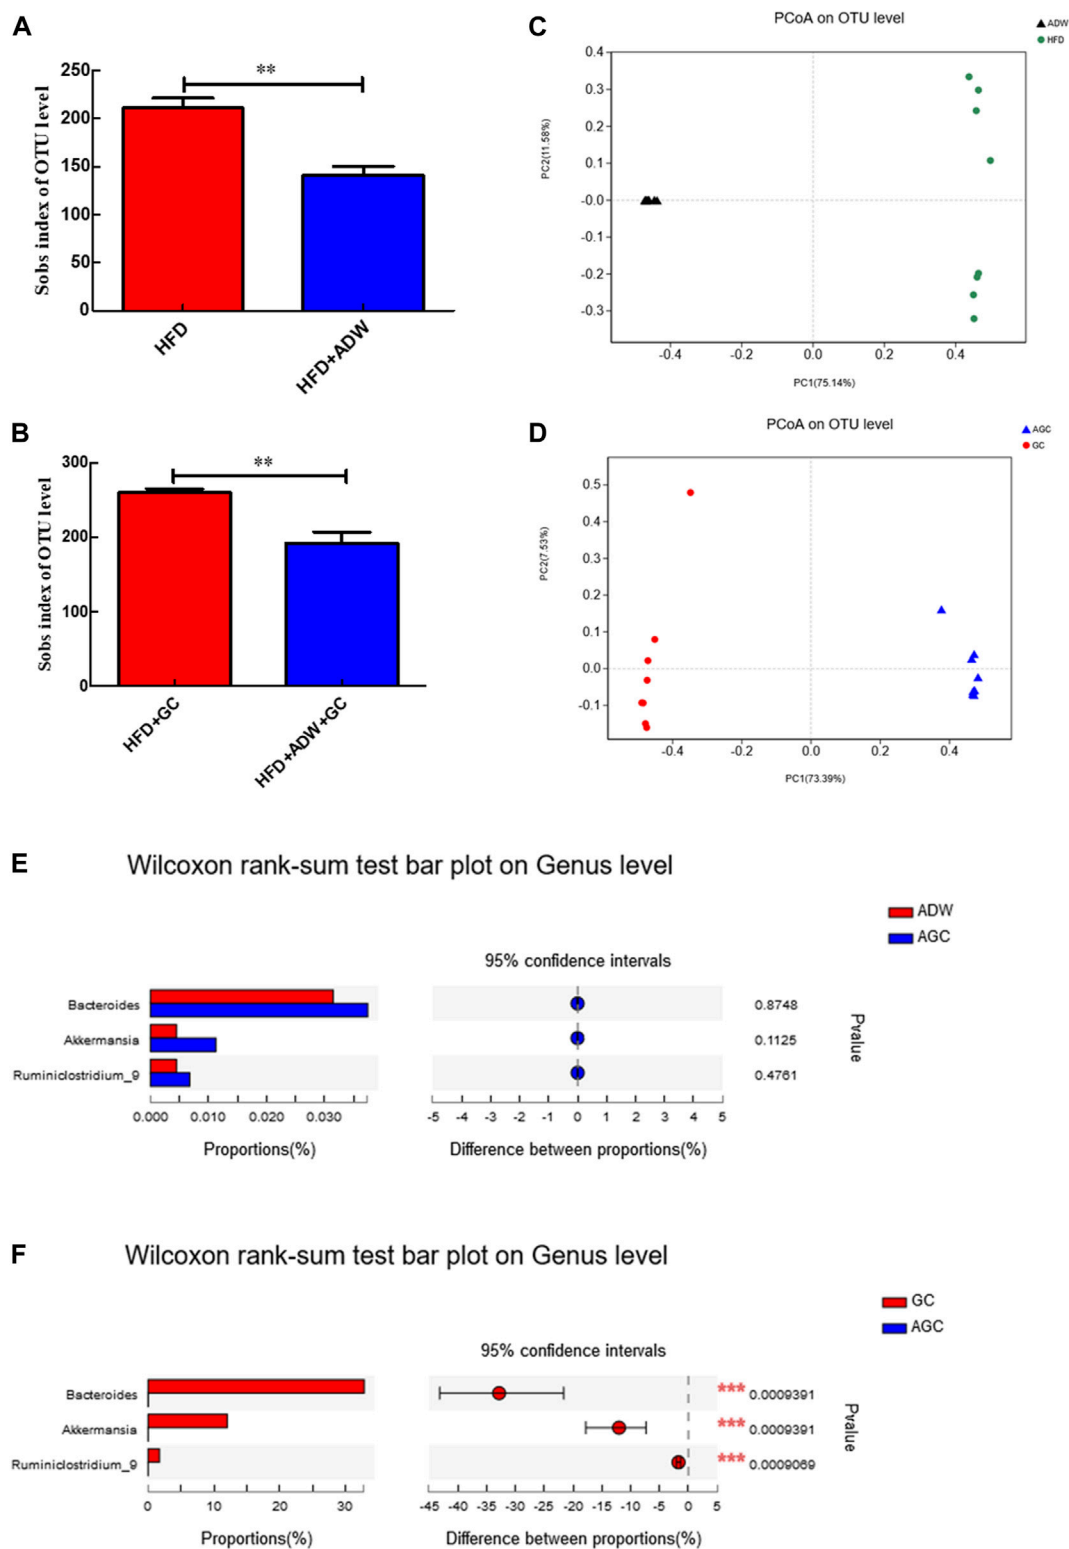 A
**
Sobs index of OTU level
250
200
150
100
50
0
HFD
HFD+ADW
C
PCoA on OTU level
ADW
HFD
PC2(11.58%)
0.4
0.3
0.2
0.1
-0.0
-0.1
-0.2
-0.3
-0.4 -0.2 0.0 0.2 0.4
PC1(75.14%)
B
**
Sobs index of OTU level
300
200
100
0
HFD+GC
HFD+ADW+GC
D
PCoA on OTU level
AGC
GC
PC2(7.53%)
0.5
0.4
0.3
0.2
0.1
0.0
-0.1
-0.4 -0.2 0.0 0.2 0.4
PC1(73.39%)
E
Wilcoxon rank-sum test bar plot on Genus level
ADW
AGC
95% confidence intervals
Bacteroides 0.8748
Akkermansia 0.1125
Ruminiclostridium_9 0.4761
Pvalue
0.000 0.010 0.020 0.030
-5 -4 -3 -2 -1 0 1 2 3 4 5
Proportions(%)
Difference between proportions(%)
F
Wilcoxon rank-sum test bar plot on Genus level
GC
AGC
95% confidence intervals
Bacteroides *** 0.0009391
Akkermansia *** 0.0009391
Ruminiclostridium_9 *** 0.0009069
Pvalue
0 10 20 30
-45 -40 -35 -30 -25 -20 -15 -10 -5 0 5
Proportions(%)
Difference between proportions(%)